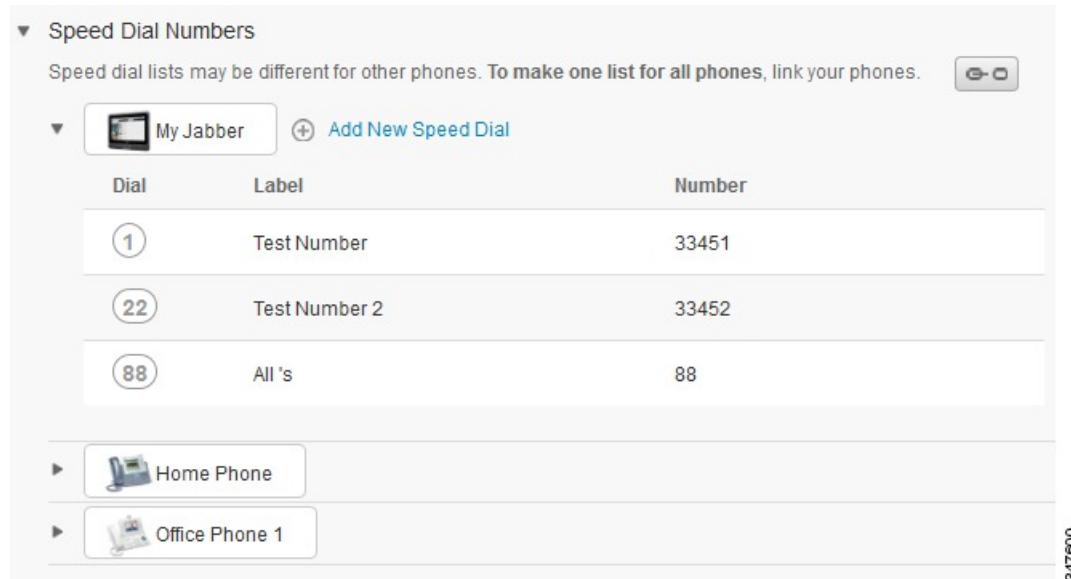 Speed Dial Numbers
Speed dial lists may be different for other phones. To make one list for all phones, link your phones.
My Jabber Add New Speed Dial
Dial Label Number
1 Test Number 33451
22 Test Number 2 33452
88 All 's 88
Home Phone
Office Phone 1